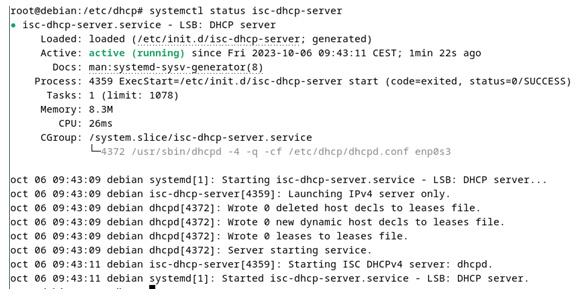 root@debian:/etc/dhcp# systemctl status isc-dhcp-server
● isc-dhcp-server.service - LSB: DHCP server
Loaded: loaded (/etc/init.d/isc-dhcp-server; generated)
Active: active (running) since Fri 2023-10-06 09:43:11 CEST; 1min 22s ago
Docs: man:systemd-sysv-generator(8)
Process: 4359 ExecStart=/etc/init.d/isc-dhcp-server start (code=exited, status=0/SUCCESS)
Tasks: 1 (limit: 1078)
Memory: 8.3M
CPU: 26ms
CGroup: /system.slice/isc-dhcp-server.service
└─4372 /usr/sbin/dhcpd -4 -q -cf /etc/dhcp/dhcpd.conf enp0s3
oct 06 09:43:09 debian systemd[1]: Starting isc-dhcp-server.service - LSB: DHCP server...
oct 06 09:43:09 debian isc-dhcp-server[4359]: Launching IPv4 server only.
oct 06 09:43:09 debian dhcpd[4372]: Wrote 0 deleted host decls to leases file.
oct 06 09:43:09 debian dhcpd[4372]: Wrote 0 new dynamic host decls to leases file.
oct 06 09:43:09 debian dhcpd[4372]: Wrote 0 leases to leases file.
oct 06 09:43:09 debian dhcpd[4372]: Server starting service.
oct 06 09:43:11 debian isc-dhcp-server[4359]: Starting ISC DHCPv4 server: dhcpd.
oct 06 09:43:11 debian systemd[1]: Started isc-dhcp-server.service - LSB: DHCP server.